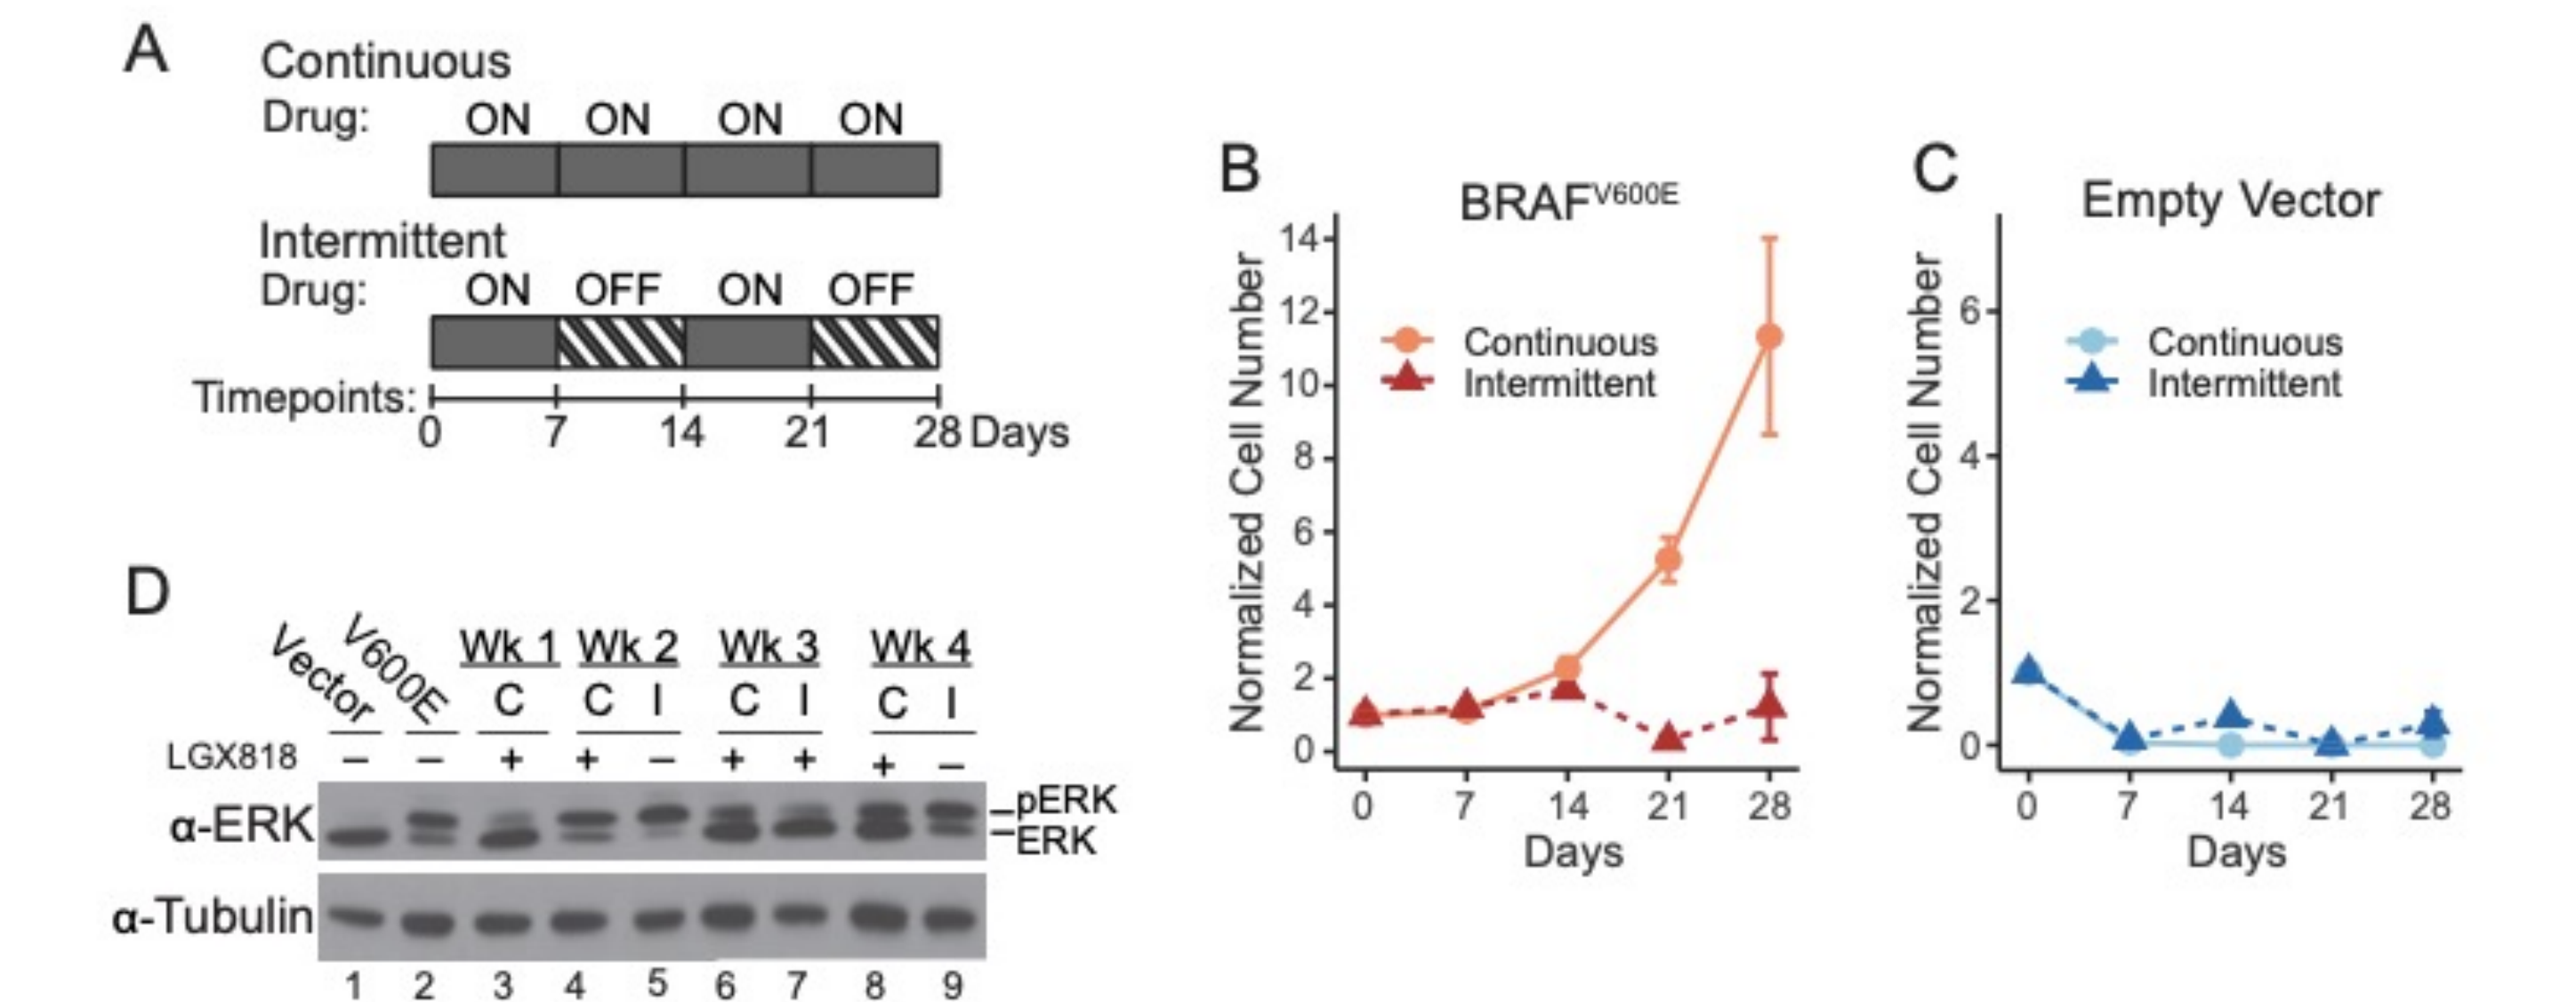 A
Continuous
Drug: ON ON ON ON
Intermittent
Drug: ON OFF ON OFF
Timepoints:
0 7 14 21 28 Days
B
BRAFV600E
Normalized Cell Number
14
12
10
8
6
4
2
0
Continuous
Intermittent
0 7 14 21 28
Days
C
Empty Vector
Normalized Cell Number
6
4
2
0
Continuous
Intermittent
0 7 14 21 28
Days
D
Vector V600E Wk 1 Wk 2 Wk 3 Wk 4
C C I C I C I
LGX818 – – + + – + + + –
α-ERK
pERK
ERK
α-Tubulin
1 2 3 4 5 6 7 8 9